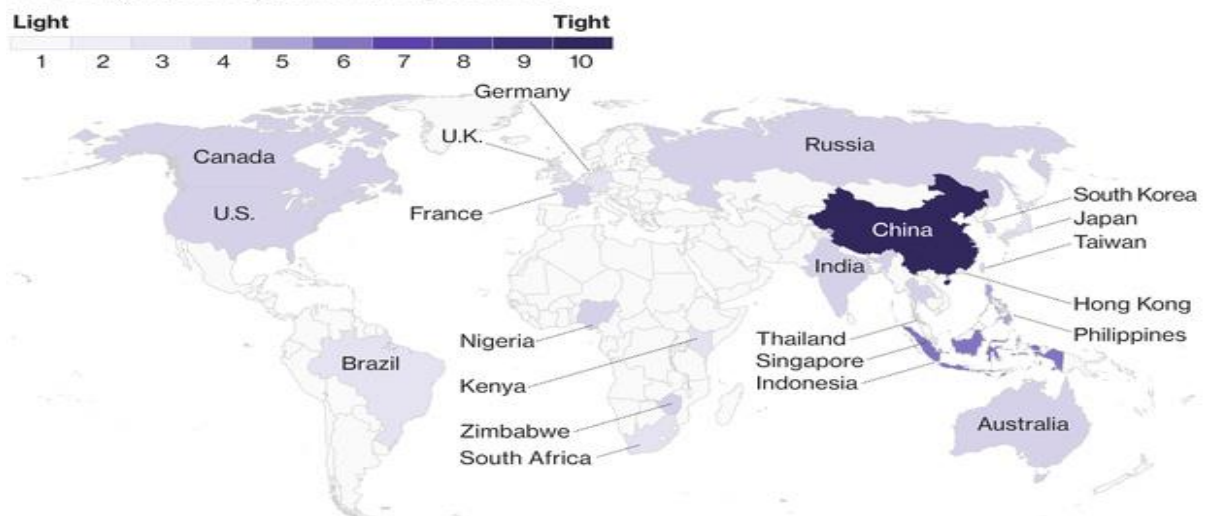 Light Tight
1 2 3 4 5 6 7 8 9 10
Germany
U.K.
Canada
Russia
U.S.
France
South Korea
Japan
China
Taiwan
India
Hong Kong
Nigeria
Thailand
Philippines
Brazil
Singapore
Kenya
Indonesia
Zimbabwe
Australia
South Africa